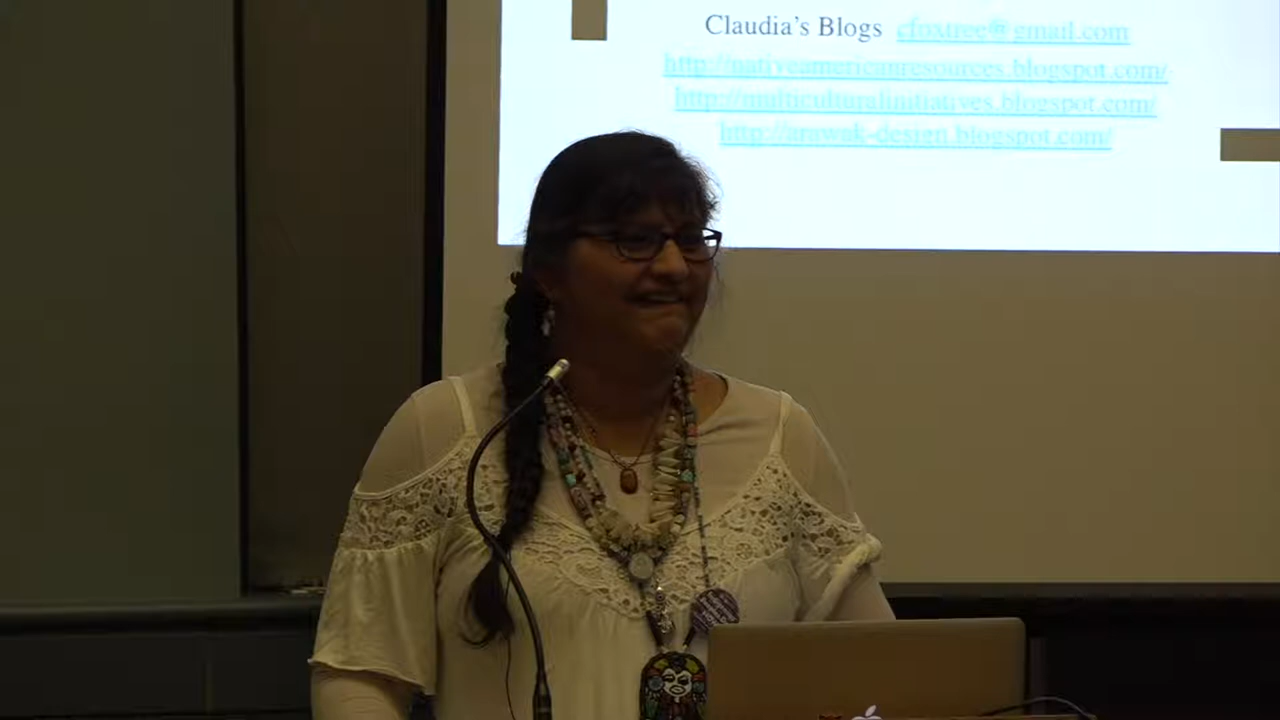 Claudia's Blogs cfoxtree@gmail.com
http://nativeamericanresources.blogspot.com/
http://multiculturalinitiatives.blogspot.com/
http://arawak-design.blogspot.com/